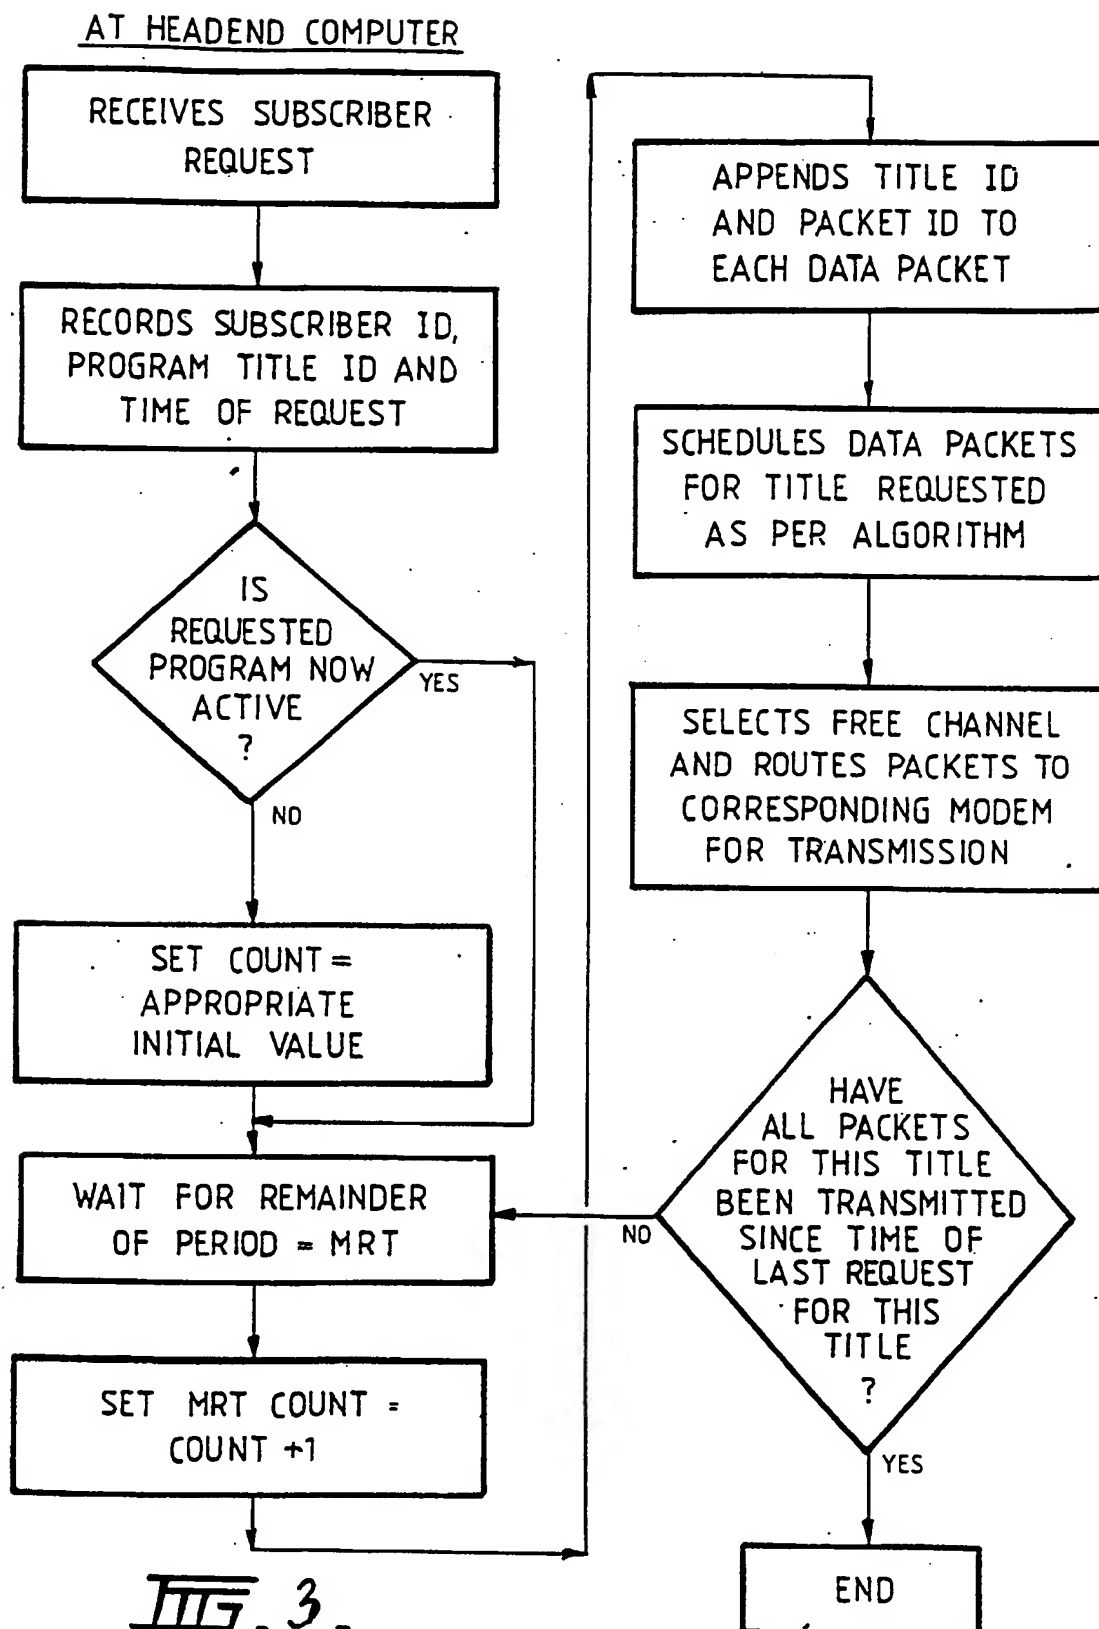 AT HEADEND COMPUTER
RECEIVES SUBSCRIBER
REQUEST
RECORDS SUBSCRIBER ID,
PROGRAM TITLE ID AND
TIME OF REQUEST
IS
REQUESTED
PROGRAM NOW
ACTIVE
?
YES
NO
SET COUNT =
APPROPRIATE
INITIAL VALUE
WAIT FOR REMAINDER
OF PERIOD = MRT
SET MRT COUNT =
COUNT +1
APPENDS TITLE ID
AND PACKET ID TO
EACH DATA PACKET
SCHEDULES DATA PACKETS
FOR TITLE REQUESTED
AS PER ALGORITHM
SELECTS FREE CHANNEL
AND ROUTES PACKETS TO
CORRESPONDING MODEM
FOR TRANSMISSION
HAVE
ALL PACKETS
FOR THIS TITLE
BEEN TRANSMITTED
SINCE TIME OF
LAST REQUEST
FOR THIS
TITLE
?
NO
YES
END
FIG. 3.